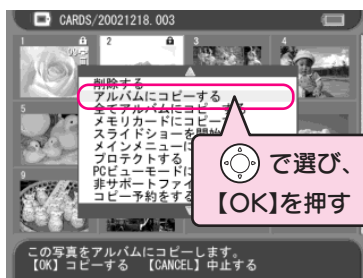 CARDS/20021218. 003
1
2
3
4
削除する
アルバムにコピーする
全てアルバムにコピー
メモリカードにコピー
スライドショーを開始
メインメニューに
プロテクトする
PCビューモードに
非サポートファイ
コピー予約をする
5
9
で選び、
【OK】を押す
この写真をアルバムにコピーします。
【OK】コピーする 【CANCEL】中止する